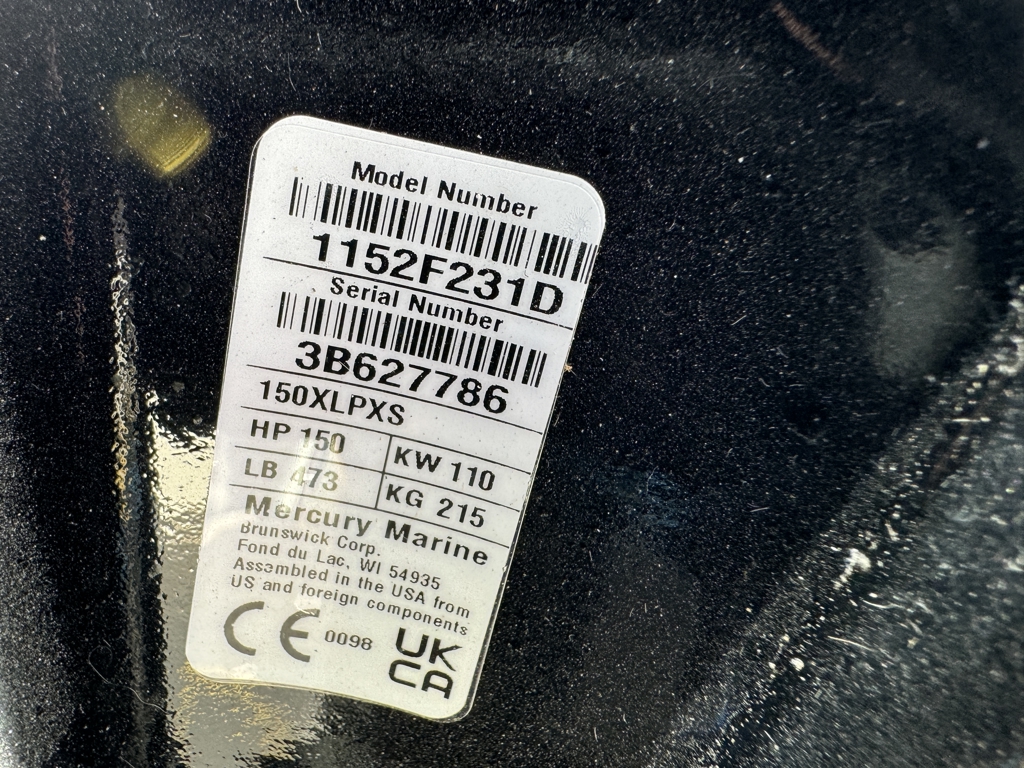 Model Number
1152F231D
Serial Number
3B627786
150XLPXS
HP 150 KW 110
LB 473 KG 215
Mercury Marine
Brunswick Corp.
Fond du Lac, WI 54935
Assembled in the USA from
US and foreign components
CE 0098 UK
CA